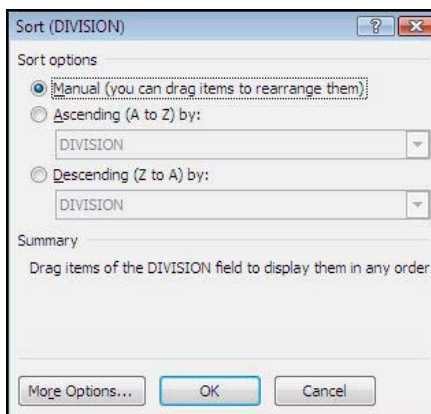 Sort (DIVISION)
Sort options
Manual (you can drag items to rearrange them)
Ascending (A to Z) by:
DIVISION
Descending (Z to A) by:
DIVISION
Summary
Drag items of the DIVISION field to display them in any order
More Options...
OK
Cancel